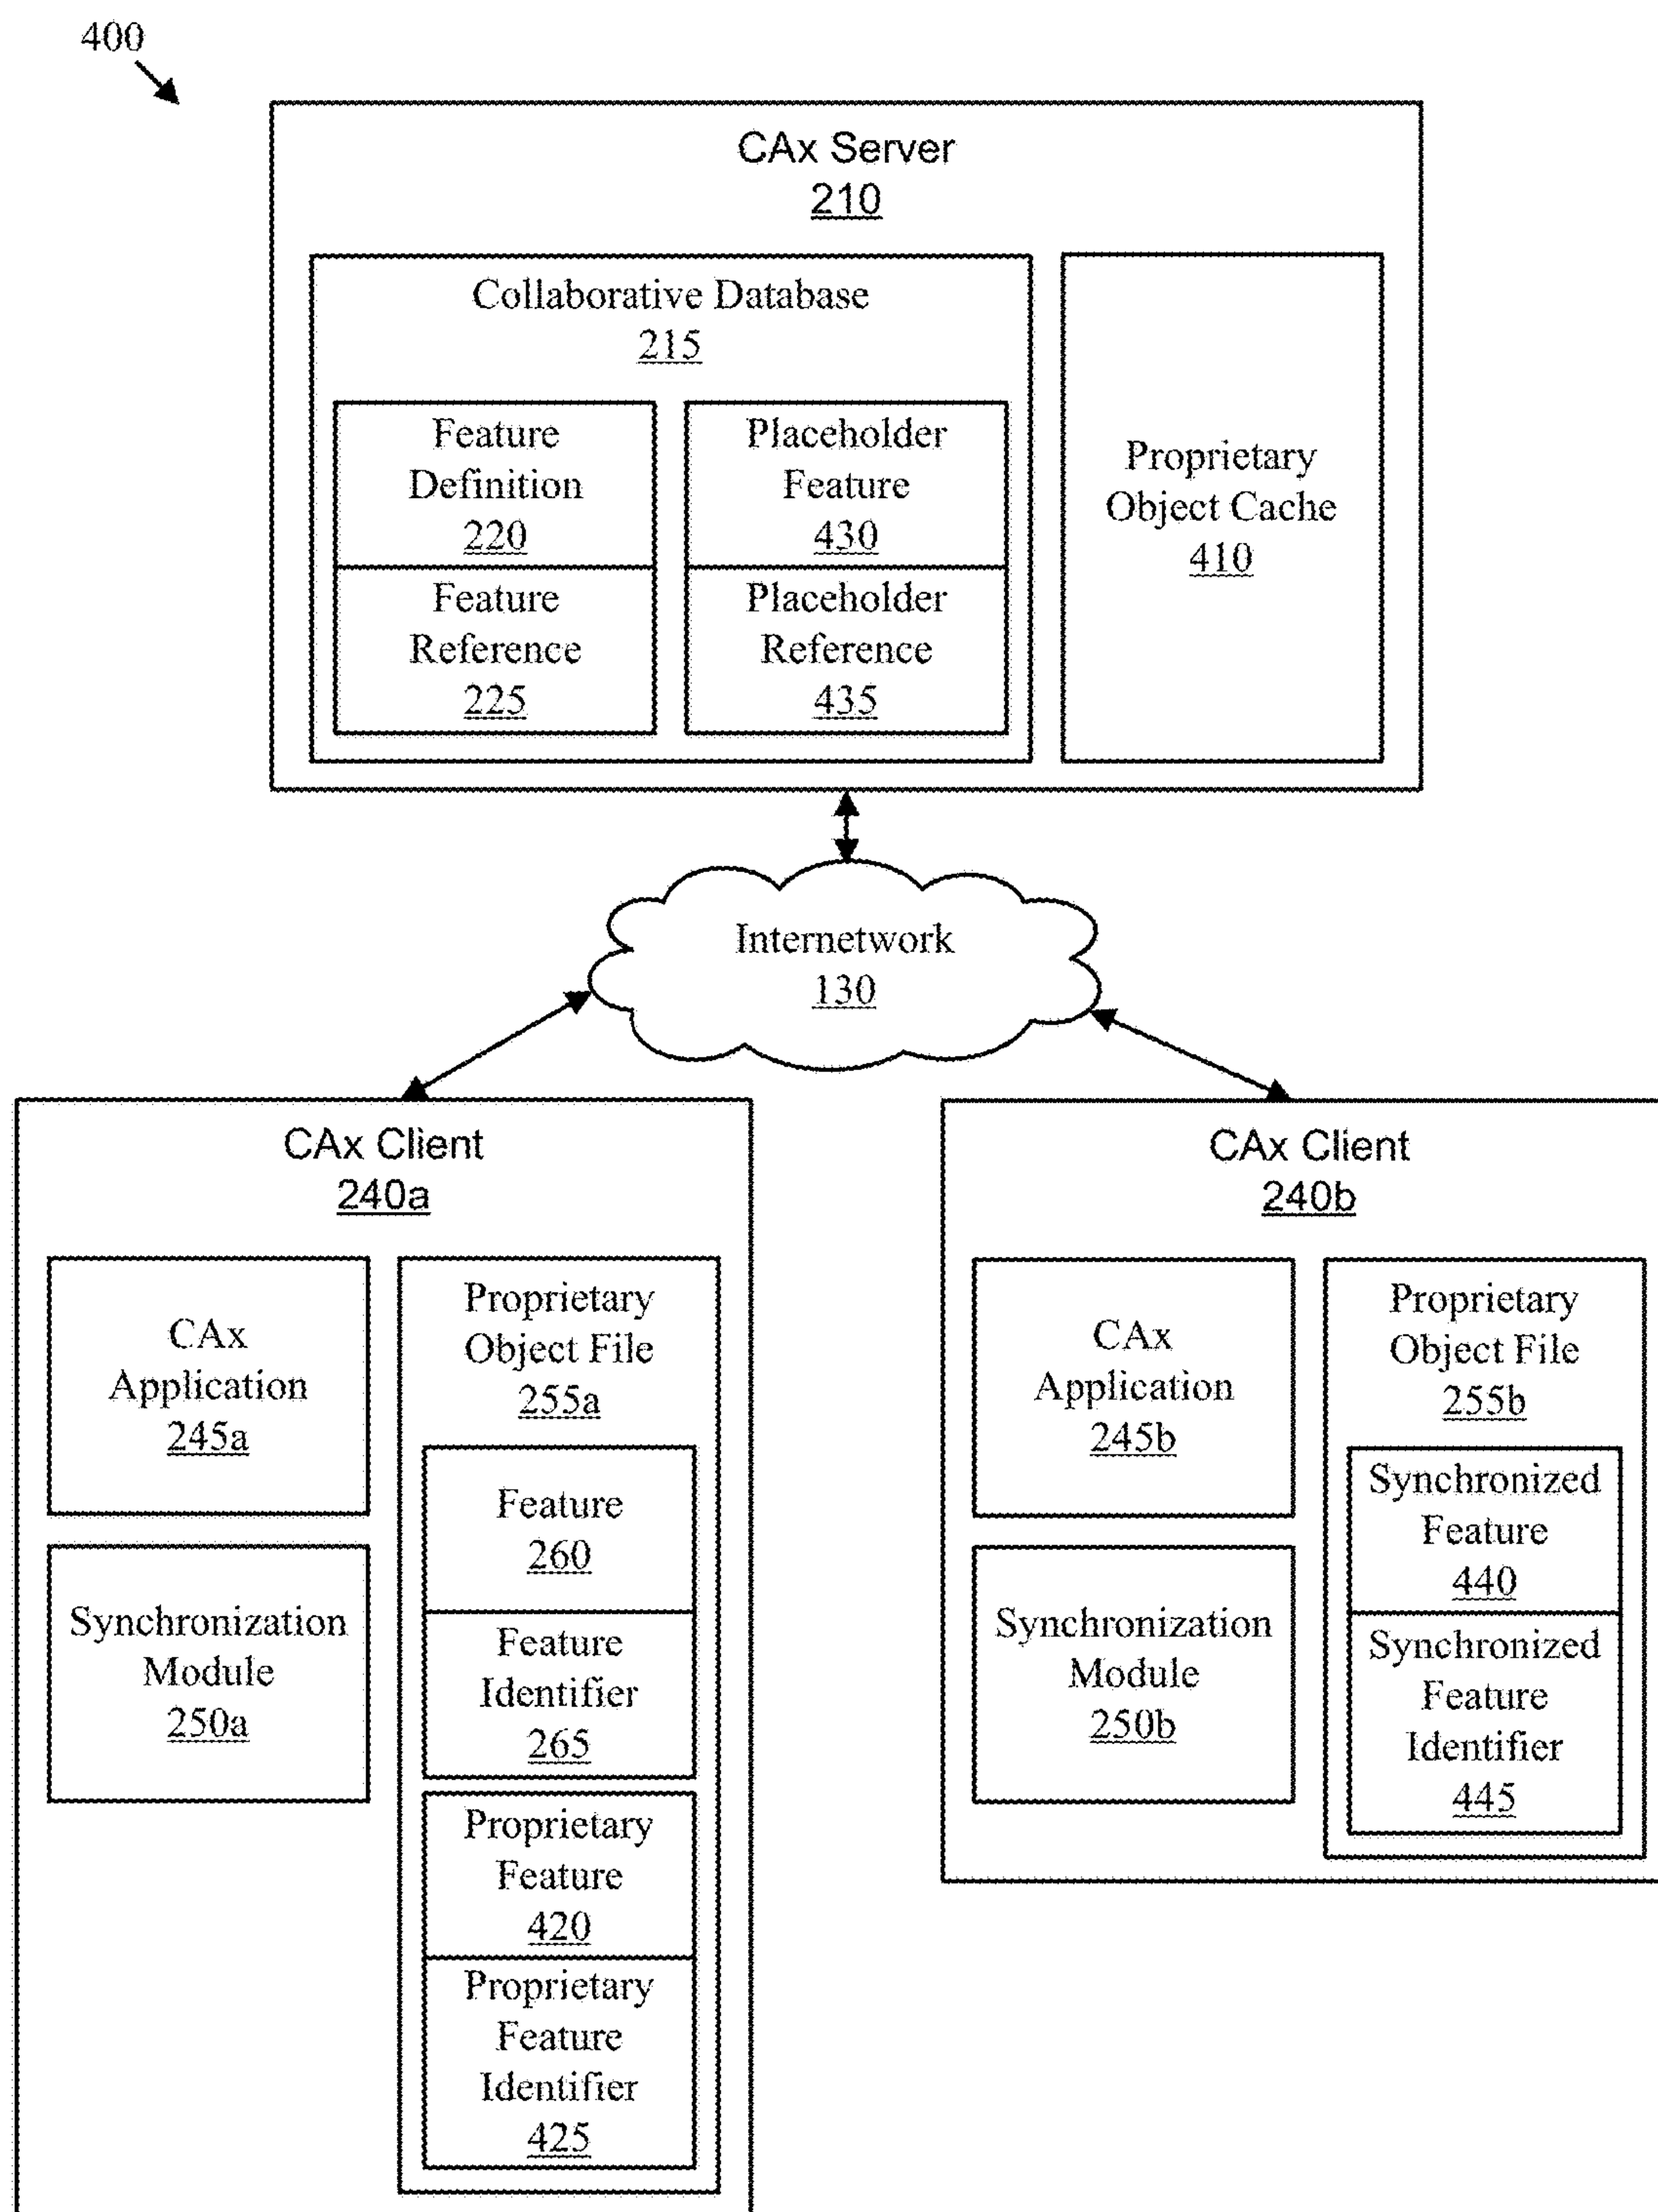 400
CAx Server
210
Collaborative Database
215
Feature
Definition
220
Feature
Reference
225
Placeholder
Feature
430
Placeholder
Reference
435
Proprietary
Object Cache
410
Internetwork
130
CAx Client
240a
CAx
Application
245a
Synchronization
Module
250a
Proprietary
Object File
255a
Feature
260
Feature
Identifier
265
Proprietary
Feature
420
Proprietary
Feature
Identifier
425
CAx Client
240b
CAx
Application
245b
Synchronization
Module
250b
Proprietary
Object File
255b
Synchronized
Feature
440
Synchronized
Feature
Identifier
445